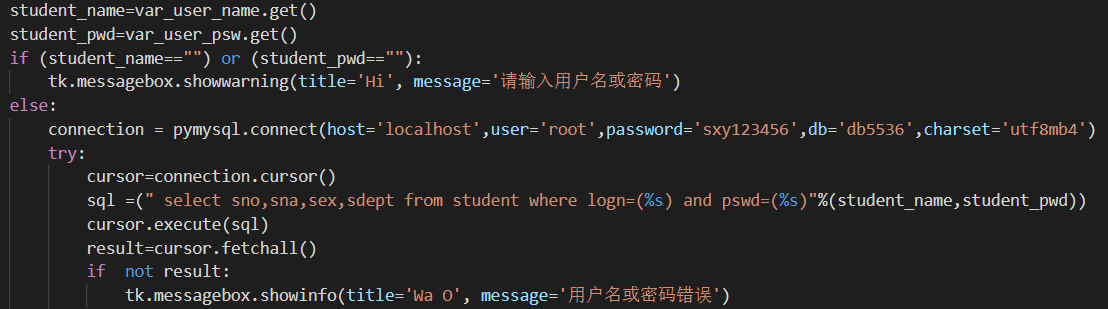 student_name=var_user_name.get()
student_pwd=var_user_psw.get()
if (student_name=="") or (student_pwd==""):
    tk.messagebox.showwarning(title='Hi', message='请输入用户名或密码')
else:
    connection = pymysql.connect(host='localhost',user='root',password='sxy123456',db='db5536',charset='utf8mb4')
    try:
        cursor=connection.cursor()
        sql =(" select sno,sna,sex,sdept from student where logn=(%s) and pswd=(%s)"%(student_name,student_pwd))
        cursor.execute(sql)
        result=cursor.fetchall()
        if  not result:
            tk.messagebox.showinfo(title='Wa O', message='用户名或密码错误')